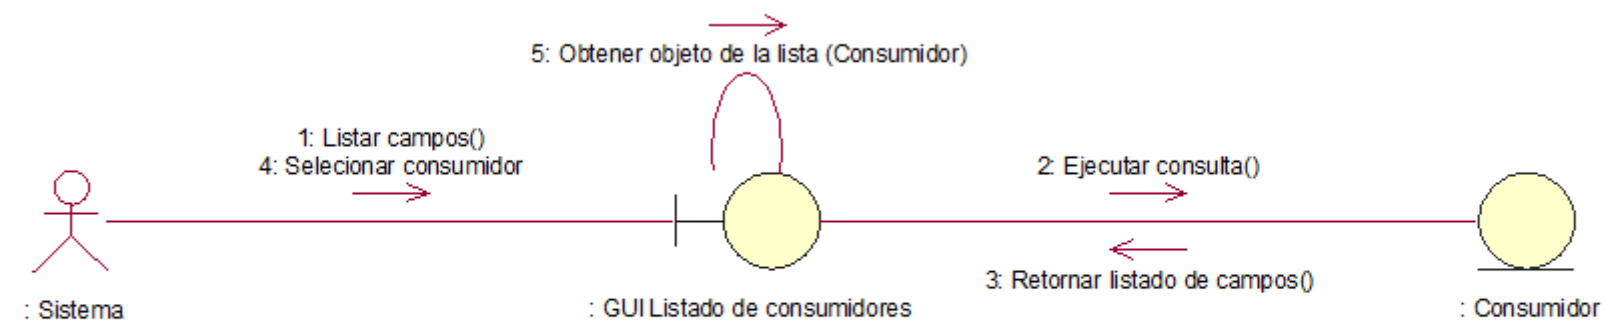 5: Obtener objeto de la lista (Consumidor)
1: Listar campos()
4: Selecionar consumidor
2: Ejecutar consulta()
3: Retornar listado de campos()
: Sistema
: GUI Listado de consumidores
: Consumidor